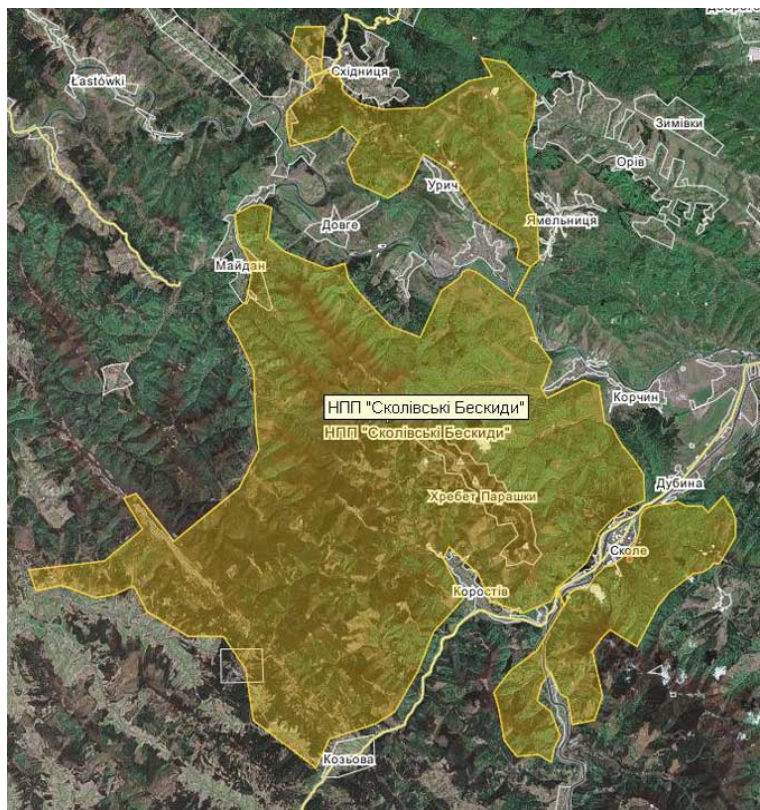 Łastówki
Східниця
Зимівки
Орів
Урич
Ямельниця
Довге
Майдан
НПП "Сколівські Бескиди"
НПП "Сколівські Бескиди"
Корчин
Хребет Парашки
Дубина
Сколе
Коростів
Козьова